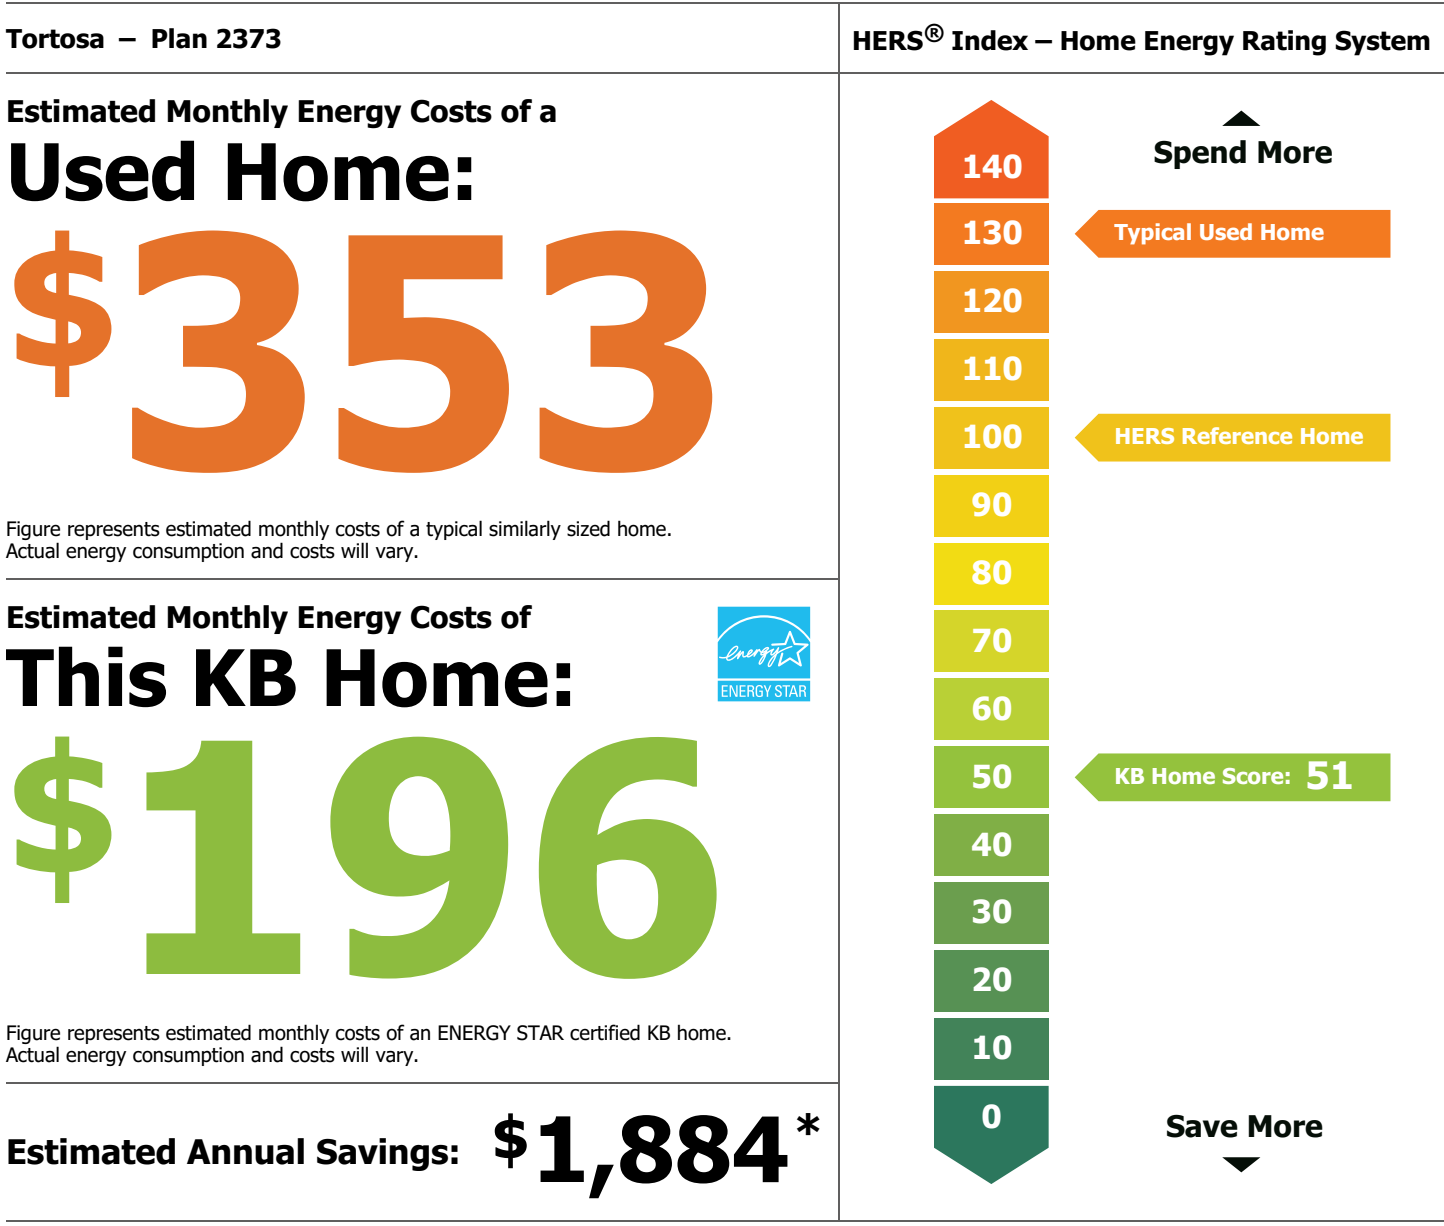 Tortosa – Plan 2373
Estimated Monthly Energy Costs of a
Used Home:
$353
Figure represents estimated monthly costs of a typical similarly sized home.
Actual energy consumption and costs will vary.
Estimated Monthly Energy Costs of
This KB Home:
energy
ENERGY STAR
$196
Figure represents estimated monthly costs of an ENERGY STAR certified KB home.
Actual energy consumption and costs will vary.
Estimated Annual Savings: $1,884*
HERS® Index – Home Energy Rating System
Spend More
140
130 Typical Used Home
120
110
100 HERS Reference Home
90
80
70
60
50 KB Home Score: 51
40
30
20
10
0
Save More